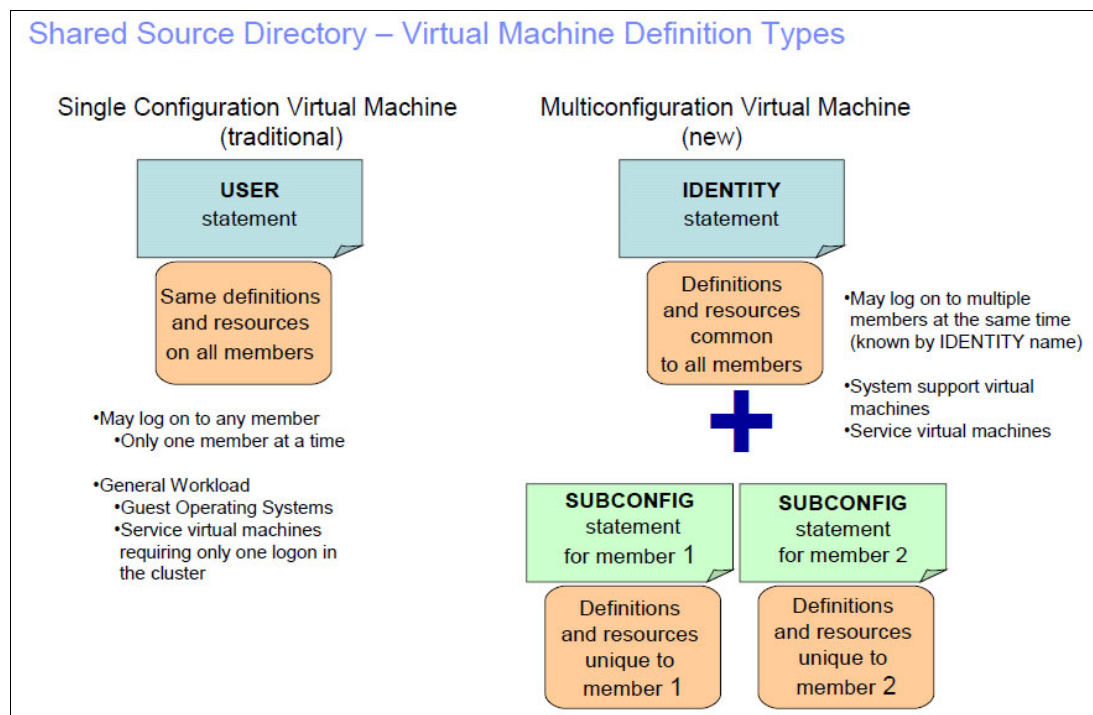 Shared Source Directory – Virtual Machine Definition Types
Single Configuration Virtual Machine
(traditional)
USER
statement
Same definitions
and resources
on all members
•May log on to any member
•Only one member at a time
•General Workload
•Guest Operating Systems
•Service virtual machines
requiring only one logon in
the cluster
Multiconfiguration Virtual Machine
(new)
IDENTITY
statement
Definitions
and resources
common
to all members
•May log on to multiple
members at the same time
(known by IDENTITY name)
•System support virtual
machines
•Service virtual machines
SUBCONFIG
statement
for member 1
Definitions
and resources
unique to
member 1
SUBCONFIG
statement
for member 2
Definitions
and resources
unique to
member 2